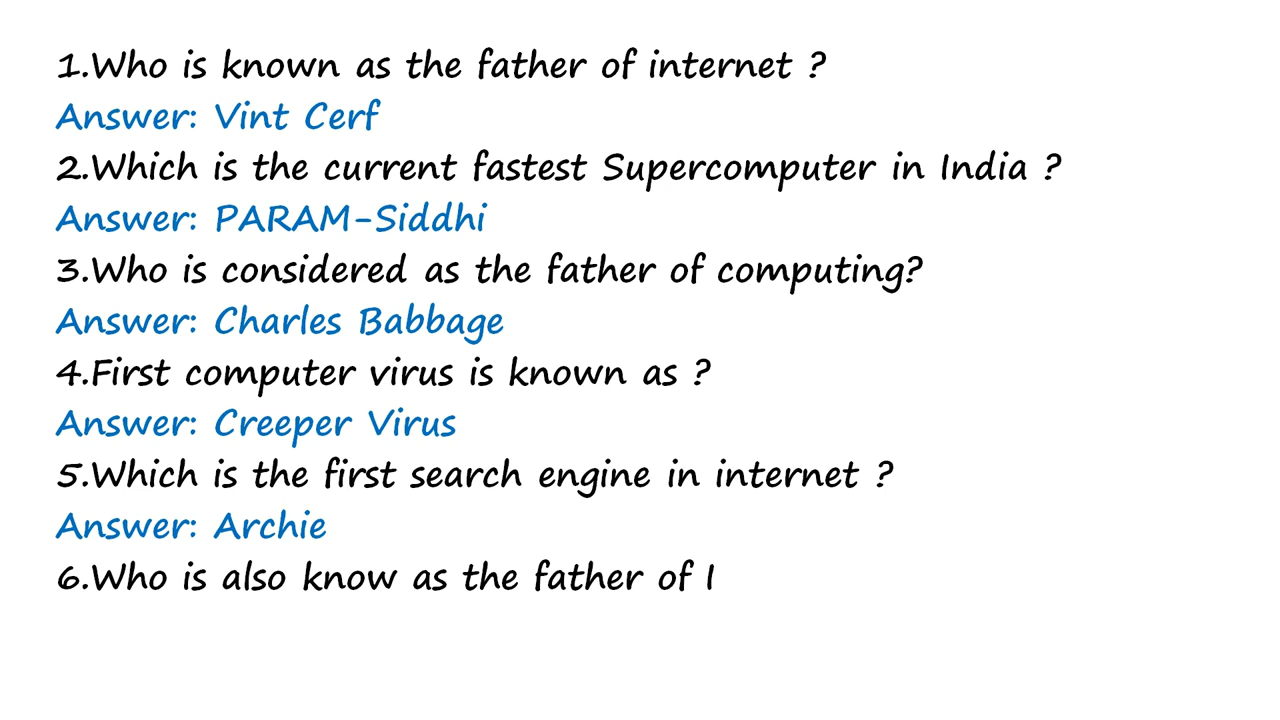 1.Who is known as the father of internet ?
Answer: Vint Cerf
2.Which is the current fastest Supercomputer in India ?
Answer: PARAM-Siddhi
3.Who is considered as the father of computing?
Answer: Charles Babbage
4.First computer virus is known as ?
Answer: Creeper Virus
5.Which is the first search engine in internet ?
Answer: Archie
6.Who is also know as the father of I